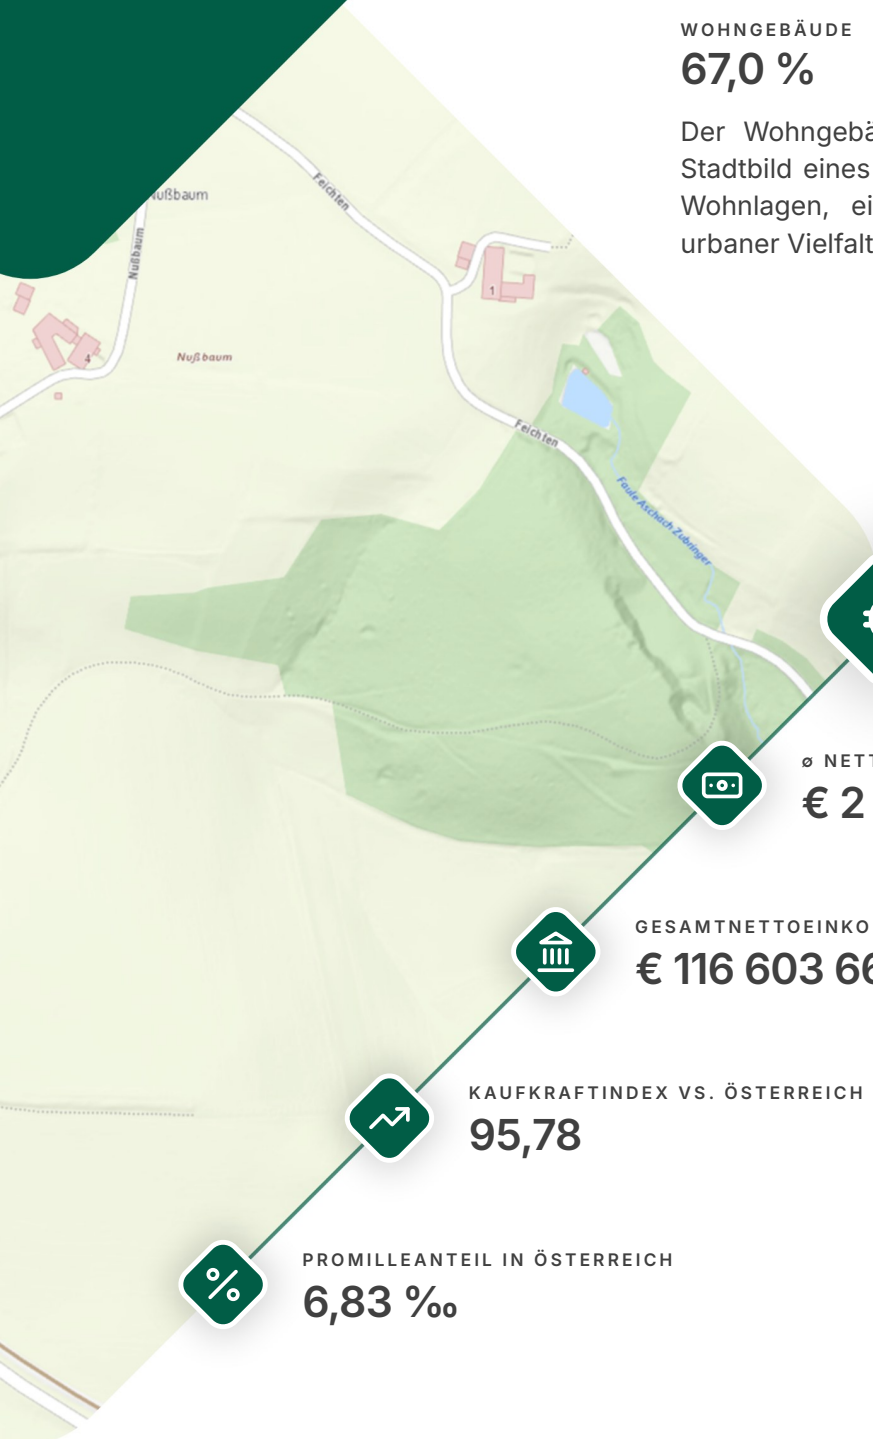 WOHNGEBÄUDE
67,0 %
Der Wohngebä
Stadtbild eines
Wohnlagen, ei
urbaner Vielfalt
Nußbaum
Feichten
Nußbaum
1
4
Nußbaum
Feichten
Faule Aschach Zubringer
ø NETT
€ 2
GESAMTNETTOEINKO
€ 116 603 66
KAUFKRAFTINDEX VS. ÖSTERREICH
95,78
PROMILLEANTEIL IN ÖSTERREICH
6,83 ‰